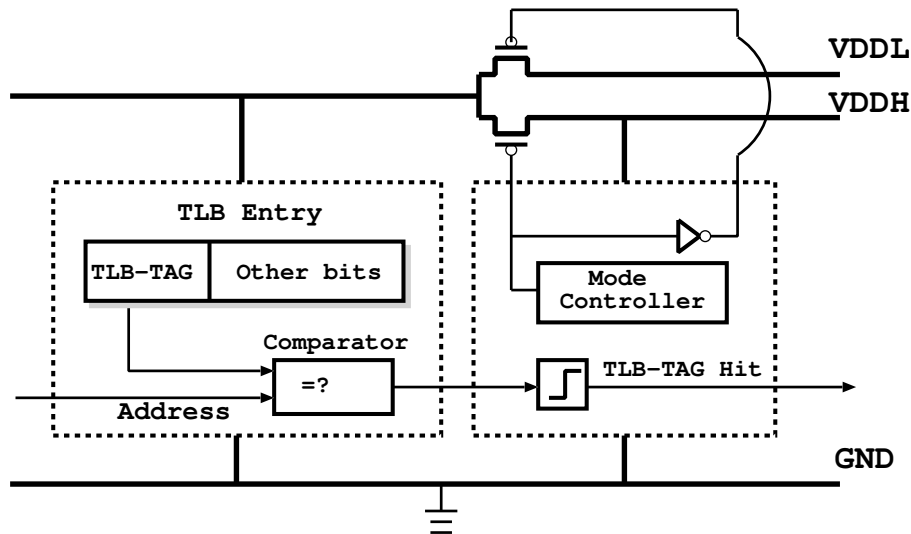 VDDL
VDDH
TLB Entry
TLB-TAG
Other bits
Mode
Controller
Comparator
=?
TLB-TAG Hit
Address
GND